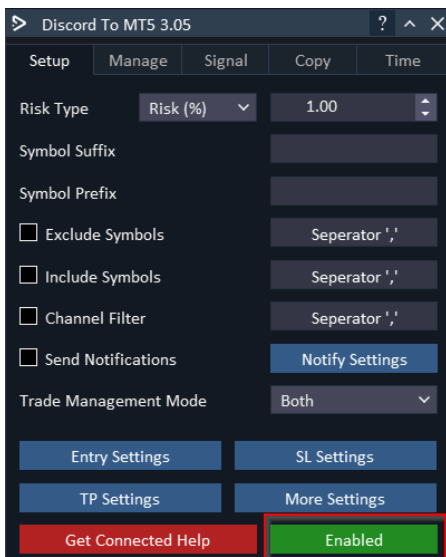 Discord To MT5 3.05 ?
Setup Manage Signal Copy Time
Risk Type Risk (%) 1.00
Symbol Suffix
Symbol Prefix
Exclude Symbols Seperator ','
Include Symbols Seperator ','
Channel Filter Seperator ','
Send Notifications Notify Settings
Trade Management Mode Both
Entry Settings SL Settings
TP Settings More Settings
Get Connected Help Enabled